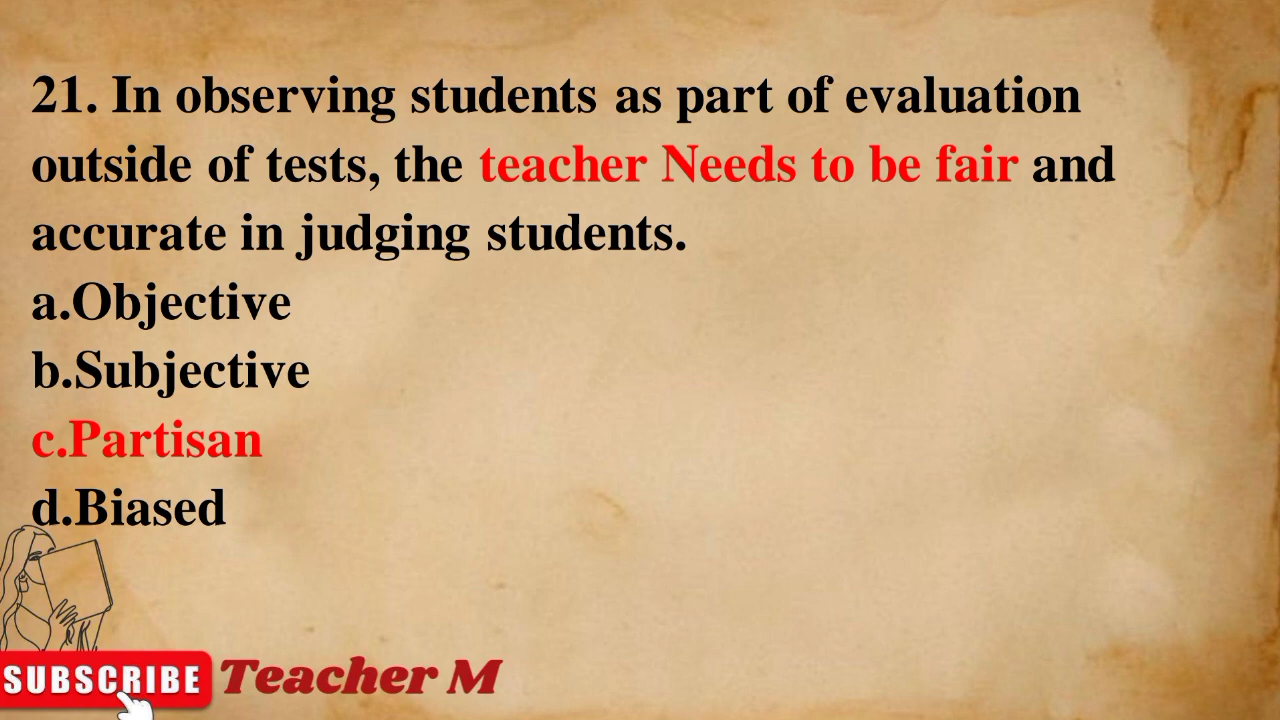 21. In observing students as part of evaluation
outside of tests, the teacher Needs to be fair and
accurate in judging students.
a.Objective
b.Subjective
c.Partisan
d.Biased
SUBSCRIBE Teacher M